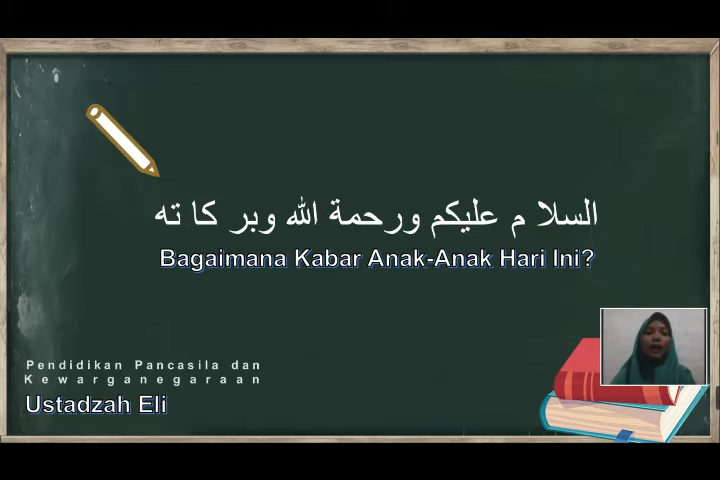 السلا م عليكم ورحمة الله وبر كا ته
Bagaimana Kabar Anak-Anak Hari Ini?
Pendidikan Pancasila dan
Kewarganegaraan
Ustadzah Eli